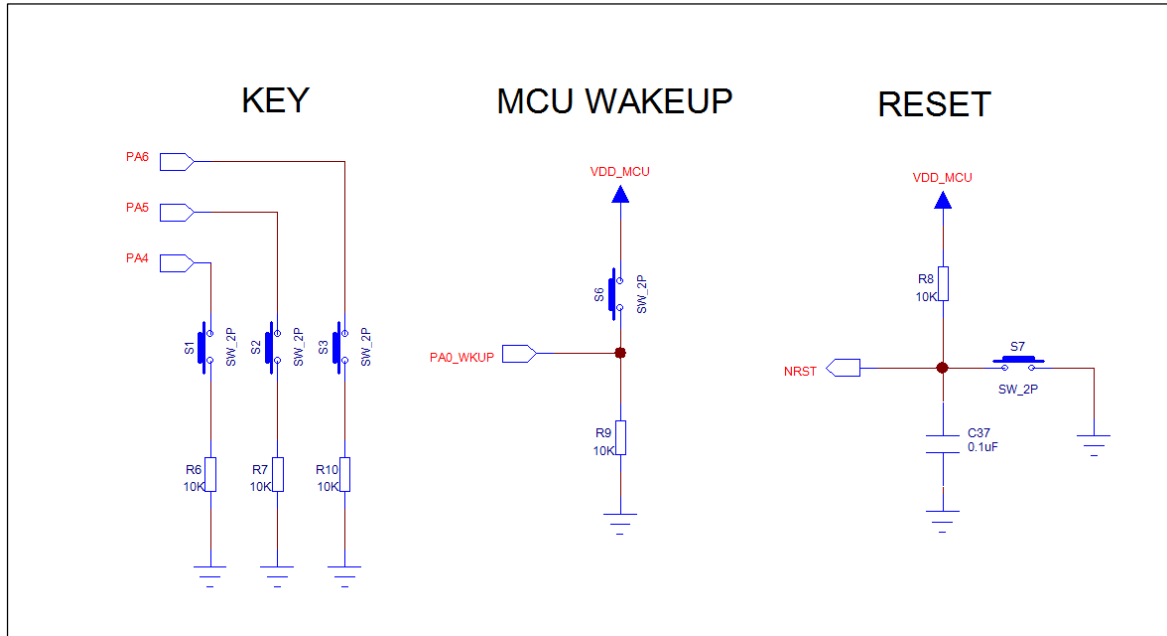 KEY
PA6
PA5
PA4
S1
SW_2P
S2
SW_2P
S3
SW_2P
R6
10K
R7
10K
R10
10K
MCU WAKEUP
VDD_MCU
S6
SW_2P
PA0_WKUP
R9
10K
RESET
VDD_MCU
R8
10K
S7
SW_2P
NRST
C37
0.1uF